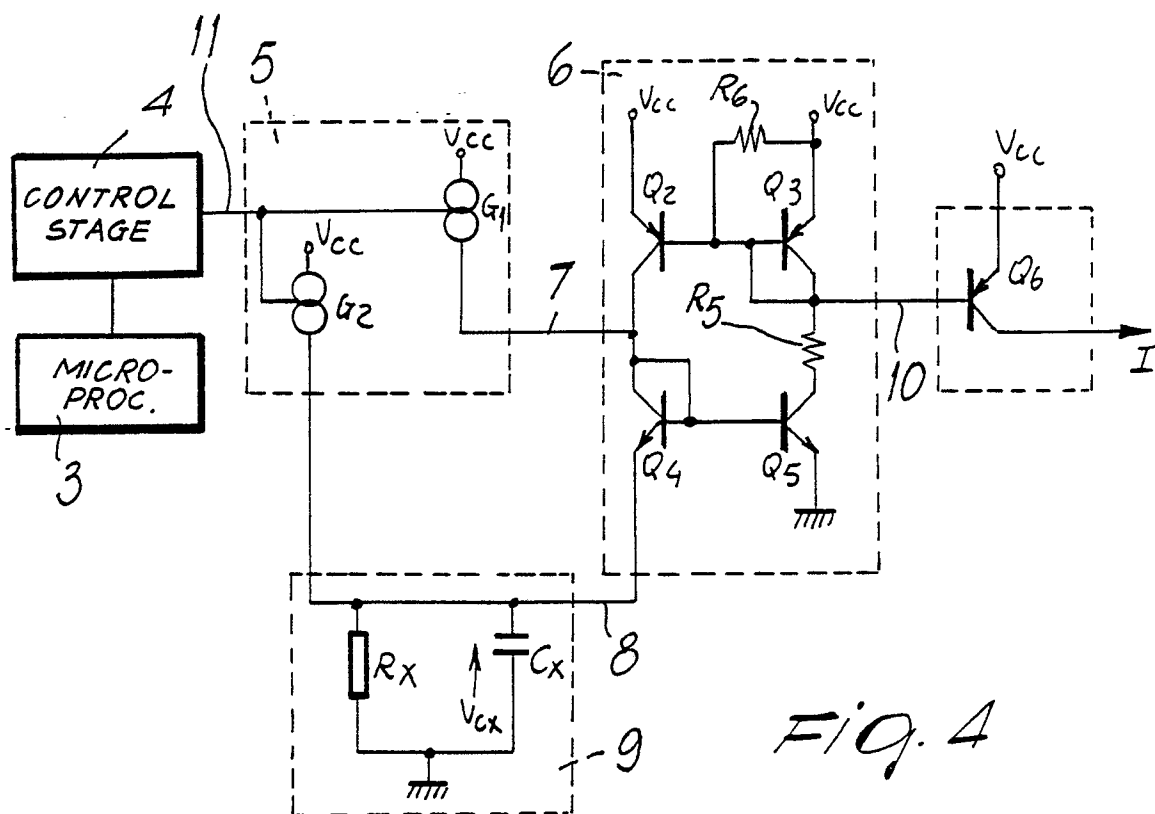 11
4
5
6
CONTROL
STAGE
Vcc
Vcc
Vcc
Vcc
Vcc
G1
G2
R6
Q2
Q3
Q6
7
R5
10
I
MICRO-
PROC.
3
Q4
Q5
8
Rx
Cx
Vcx
9
Fig. 4